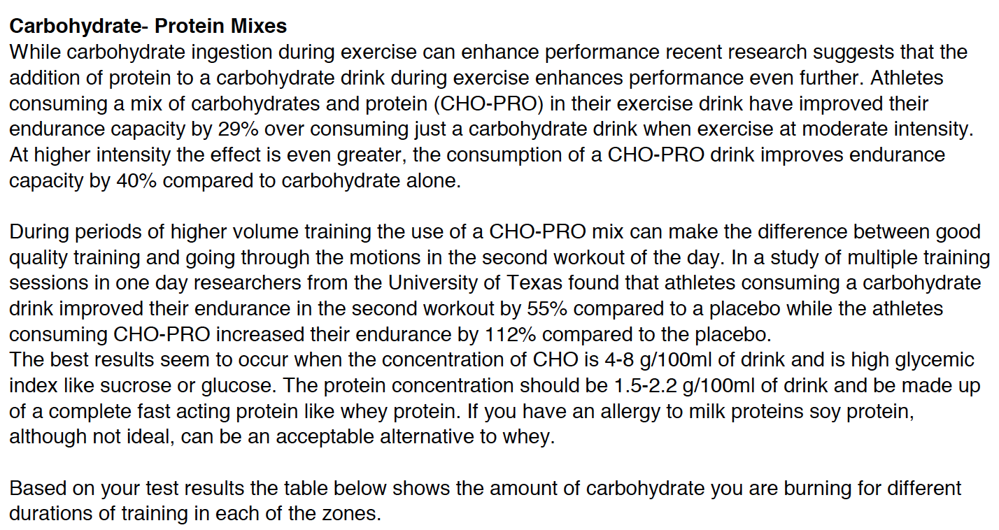 Carbohydrate- Protein Mixes
While carbohydrate ingestion during exercise can enhance performance recent research suggests that the
addition of protein to a carbohydrate drink during exercise enhances performance even further. Athletes
consuming a mix of carbohydrates and protein (CHO-PRO) in their exercise drink have improved their
endurance capacity by 29% over consuming just a carbohydrate drink when exercise at moderate intensity.
At higher intensity the effect is even greater, the consumption of a CHO-PRO drink improves endurance
capacity by 40% compared to carbohydrate alone.
During periods of higher volume training the use of a CHO-PRO mix can make the difference between good
quality training and going through the motions in the second workout of the day. In a study of multiple training
sessions in one day researchers from the University of Texas found that athletes consuming a carbohydrate
drink improved their endurance in the second workout by 55% compared to a placebo while the athletes
consuming CHO-PRO increased their endurance by 112% compared to the placebo.
The best results seem to occur when the concentration of CHO is 4-8 g/100ml of drink and is high glycemic
index like sucrose or glucose. The protein concentration should be 1.5-2.2 g/100ml of drink and be made up
of a complete fast acting protein like whey protein. If you have an allergy to milk proteins soy protein,
although not ideal, can be an acceptable alternative to whey.
Based on your test results the table below shows the amount of carbohydrate you are burning for different
durations of training in each of the zones.